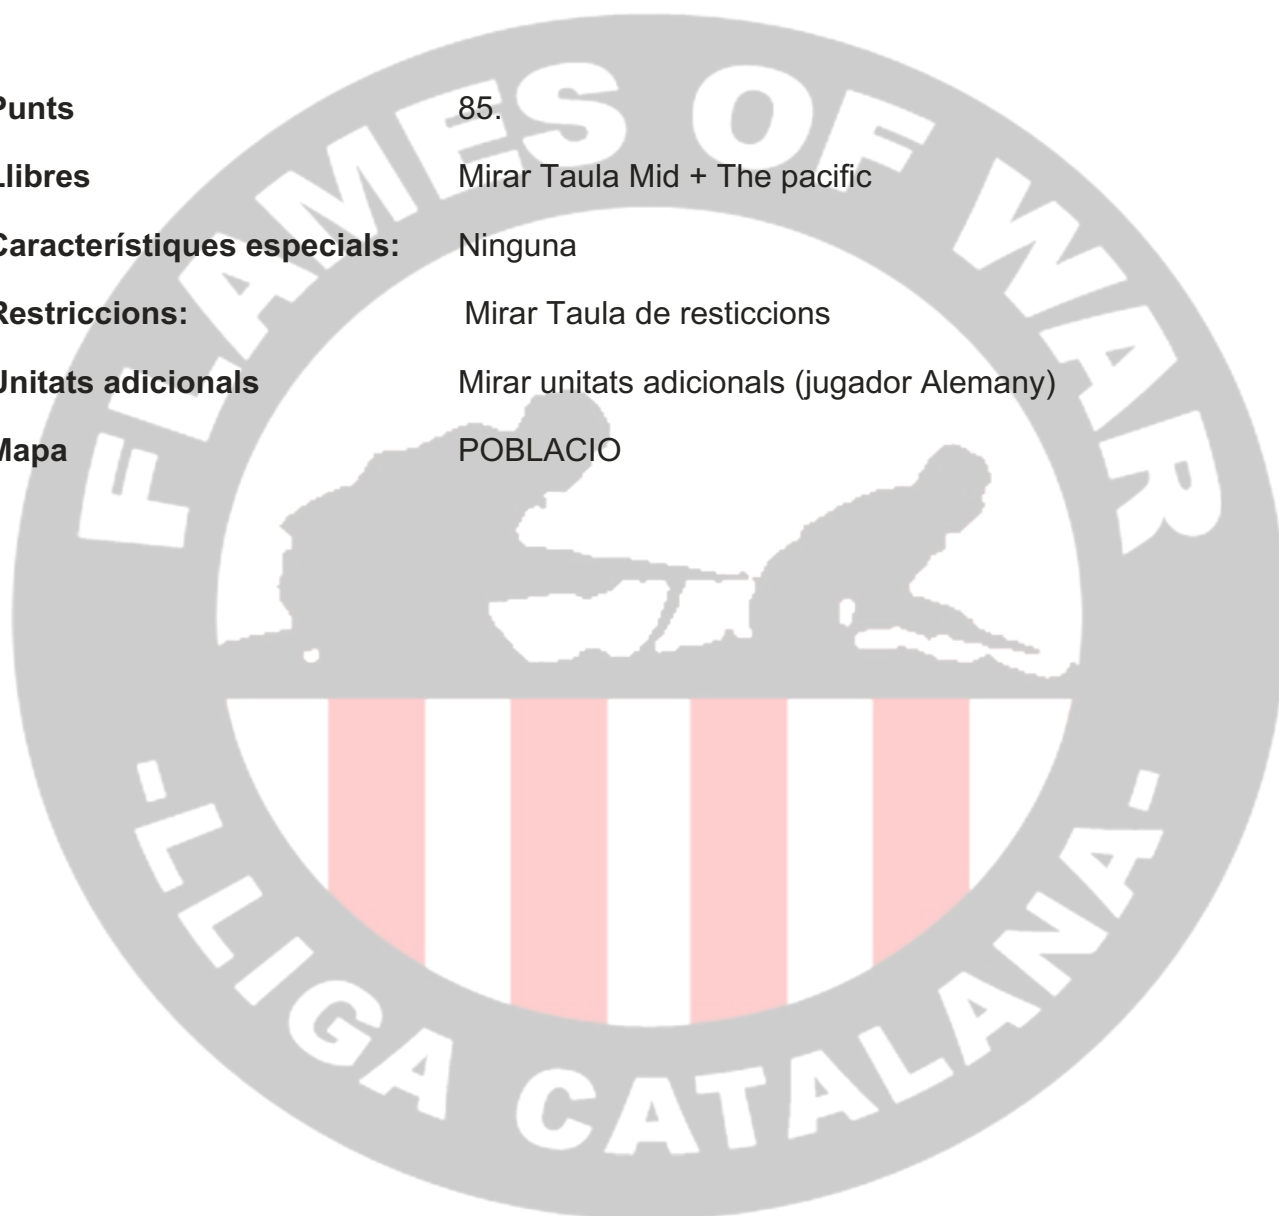 Punts 85.
Llibres Mirar Taula Mid + The pacific
Característiques especials: Ninguna
Restriccions: Mirar Taula de resticcions
Unitats adicionals Mirar unitats adicionals (jugador Alemany)
Mapa POBLACIO
FLAMES OF WAR
-LLIGA CATALANA-